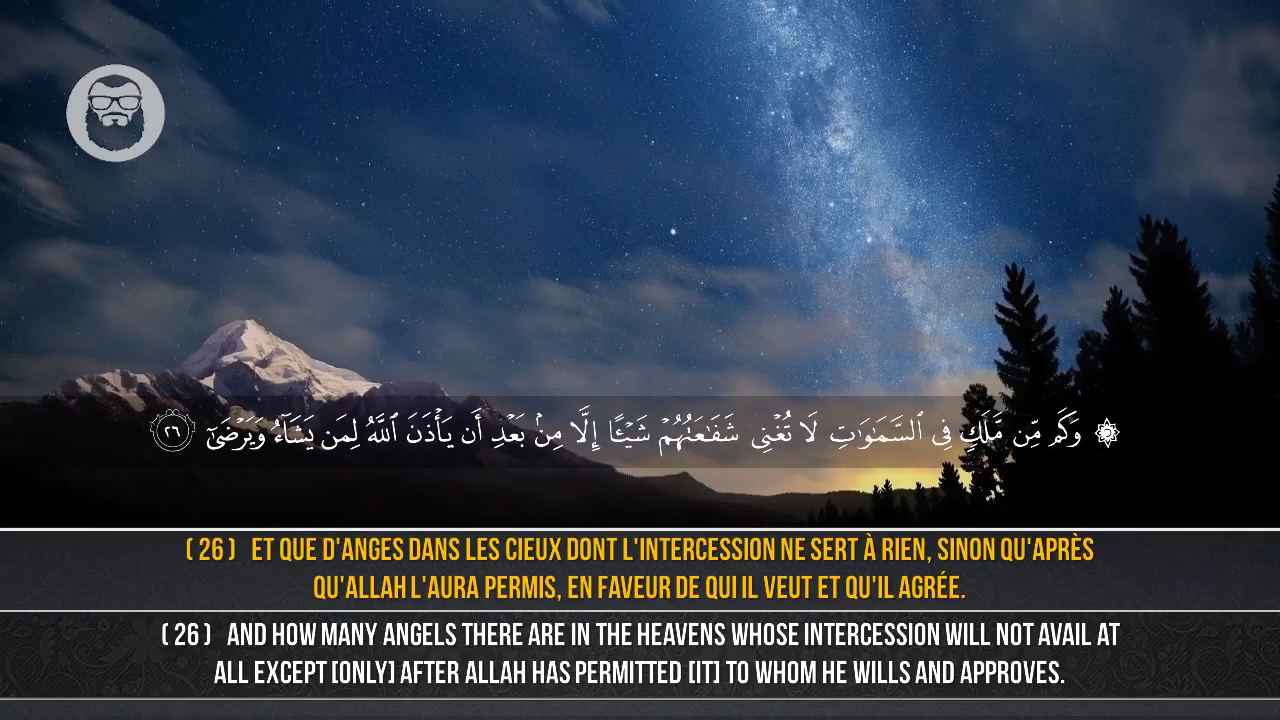 ۞ وَكَم مِّن مَّلَكٍ فِى ٱلسَّمَٰوَٰتِ لَا تُغْنِى شَفَٰعَتُهُمْ شَيْـًٔا إِلَّا مِنۢ بَعْدِ أَن يَأْذَنَ ٱللَّهُ لِمَن يَشَآءُ وَيَرْضَىٰٓ ٢٦
( 26 ) ET QUE D'ANGES DANS LES CIEUX DONT L'INTERCESSION NE SERT À RIEN, SINON QU'APRÈS
QU'ALLAH L'AURA PERMIS, EN FAVEUR DE QUI IL VEUT ET QU'IL AGRÉE.
( 26 ) AND HOW MANY ANGELS THERE ARE IN THE HEAVENS WHOSE INTERCESSION WILL NOT AVAIL AT
ALL EXCEPT [ONLY] AFTER ALLAH HAS PERMITTED [IT] TO WHOM HE WILLS AND APPROVES.